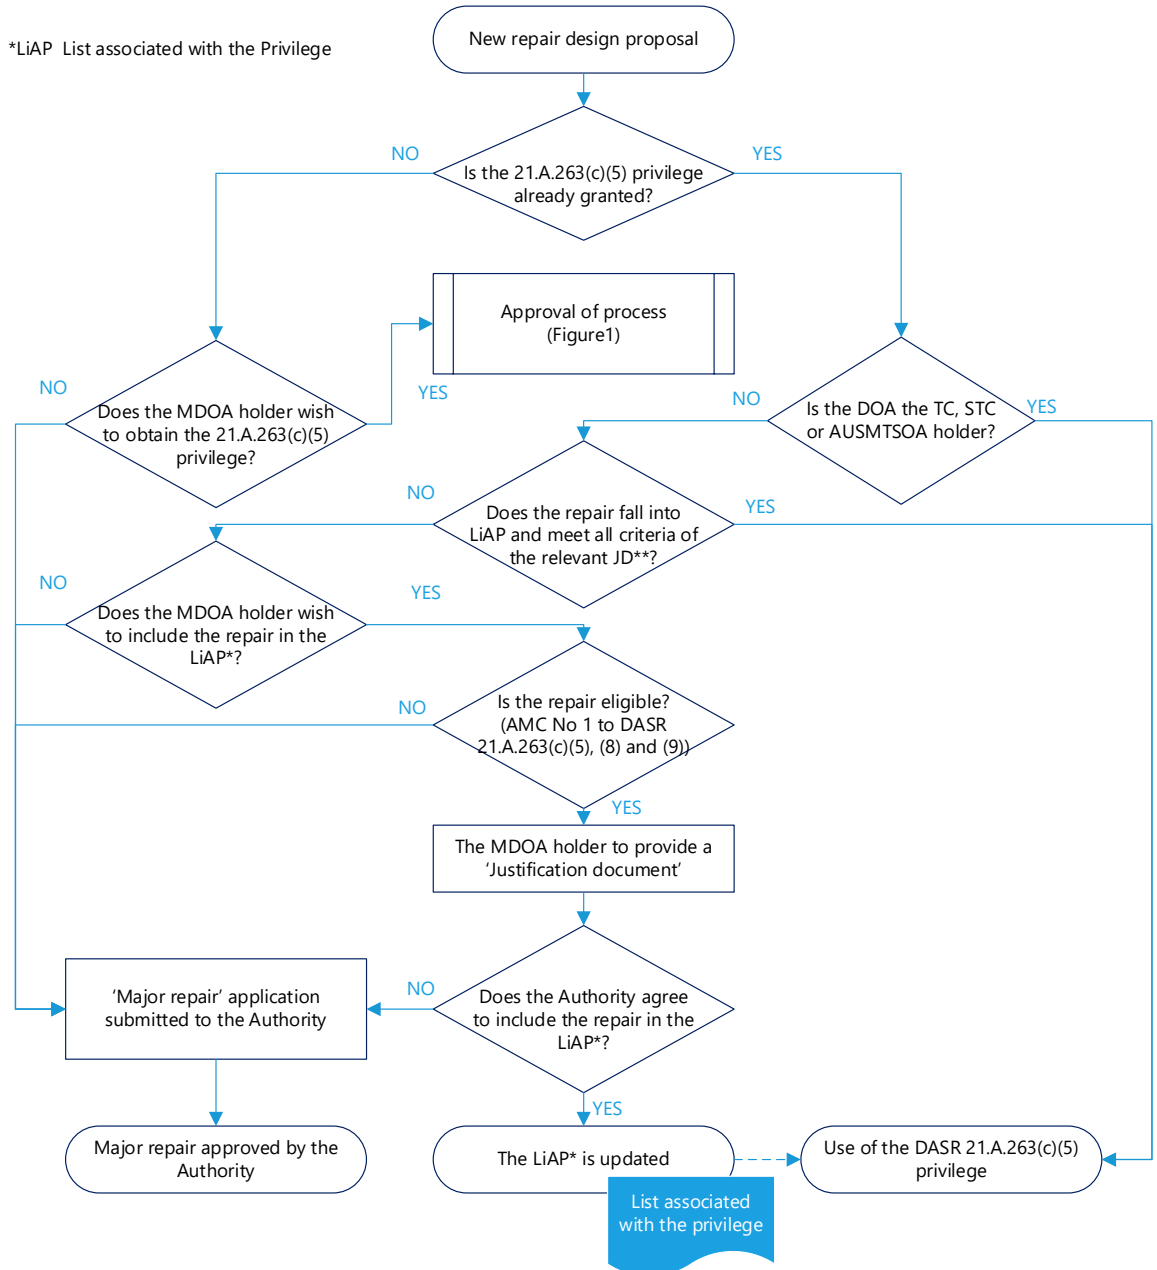 *LiAP  List associated with the Privilege
New repair design proposal
NO
YES
Is the 21.A.263(c)(5) privilege
already granted?
Approval of process
(Figure1)
NO
Does the MDOA holder wish
to obtain the 21.A.263(c)(5)
privilege?
YES
NO
Is the DOA the TC, STC
or AUSMTSOA holder?
YES
NO
Does the repair fall into
LiAP and meet all criteria of
the relevant JD**?
YES
NO
Does the MDOA holder wish
to include the repair in the
LiAP*?
YES
NO
Is the repair eligible?
(AMC No 1 to DASR
21.A.263(c)(5), (8) and (9))
YES
The MDOA holder to provide a
‘Justification document’
‘Major repair’ application
submitted to the Authority
NO
Does the Authority agree
to include the repair in the
LiAP*?
YES
Major repair approved by the
Authority
The LiAP* is updated
Use of the DASR 21.A.263(c)(5)
privilege
List associated
with the privilege